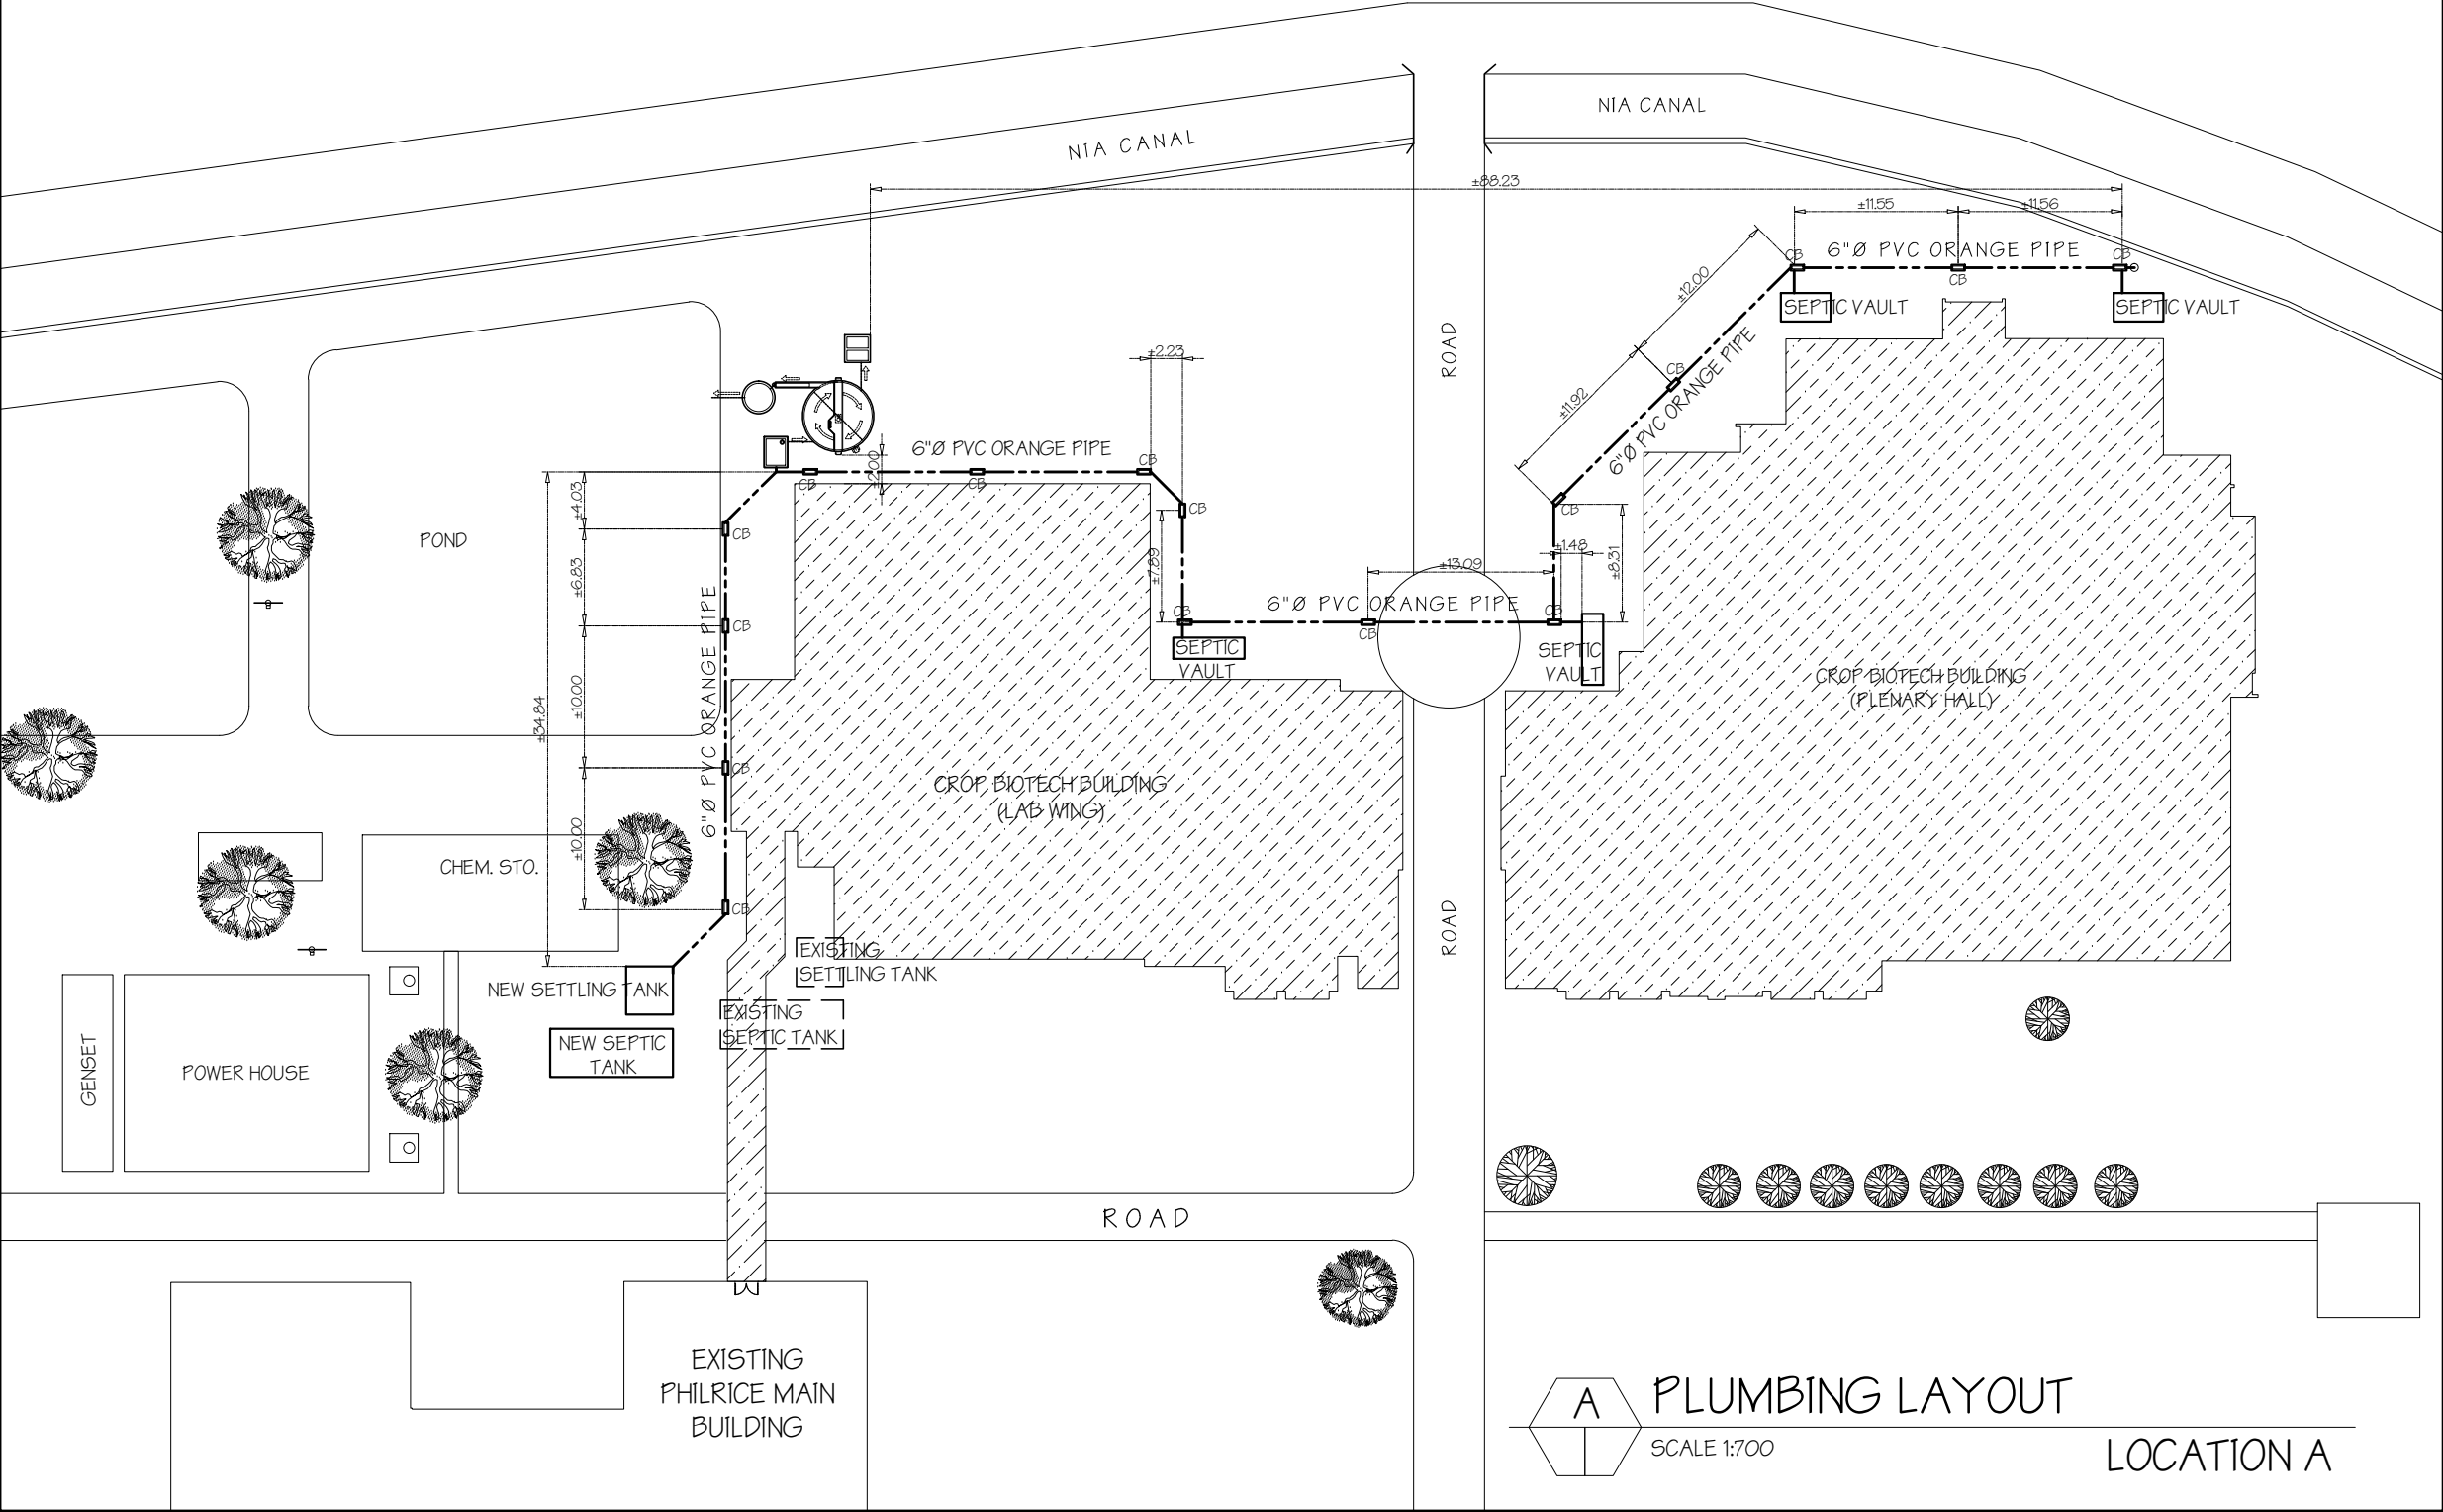 NIA CANAL
NIA CANAL
±88.23
±11.55
±11.56
6"Ø PVC ORANGE PIPE
CB
CB
CB
SEPTIC VAULT
SEPTIC VAULT
±12.00
±11.92
CB
6"Ø PVC ORANGE PIPE
CB
ROAD
±2.23
6"Ø PVC ORANGE PIPE
±2.00
CB
CB
CB
CB
±4.03
CB
±6.83
CB
±10.00
CB
±10.00
CB
±34.84
6"Ø PVC ORANGE PIPE
POND
±7.89
±13.09
±1.48
±8.31
6"Ø PVC ORANGE PIPE
CB
CB
CB
SEPTIC
VAULT
SEPTIC
VAULT
CROP BIOTECH BUILDING
(PLENARY HALL)
CROP BIOTECH BUILDING
(LAB WING)
CHEM. STO.
ROAD
EXISTING
SETTLING TANK
NEW SETTLING TANK
EXISTING
SEPTIC TANK
NEW SEPTIC
TANK
GENSET
POWER HOUSE
ROAD
EXISTING
PHILRICE MAIN
BUILDING
A
1
PLUMBING LAYOUT
SCALE 1:700
LOCATION A